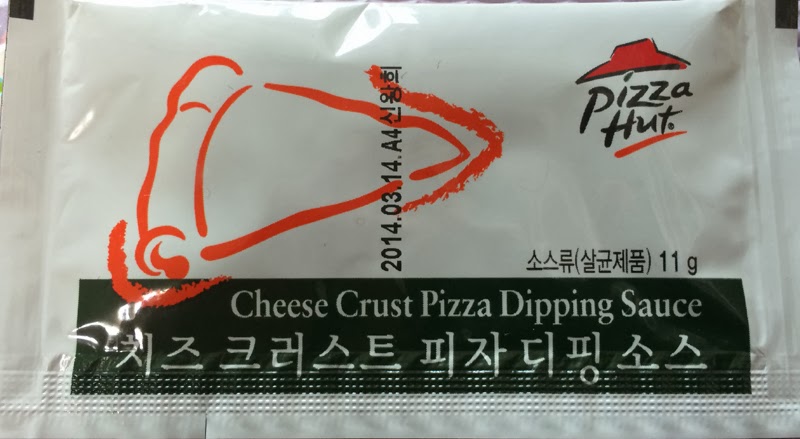 Pizza
Hut.
2014.03.14.A4신왕희
소스류(살균제품) 11 g
Cheese Crust Pizza Dipping Sauce
치즈 크러스트 피자 디핑 소스